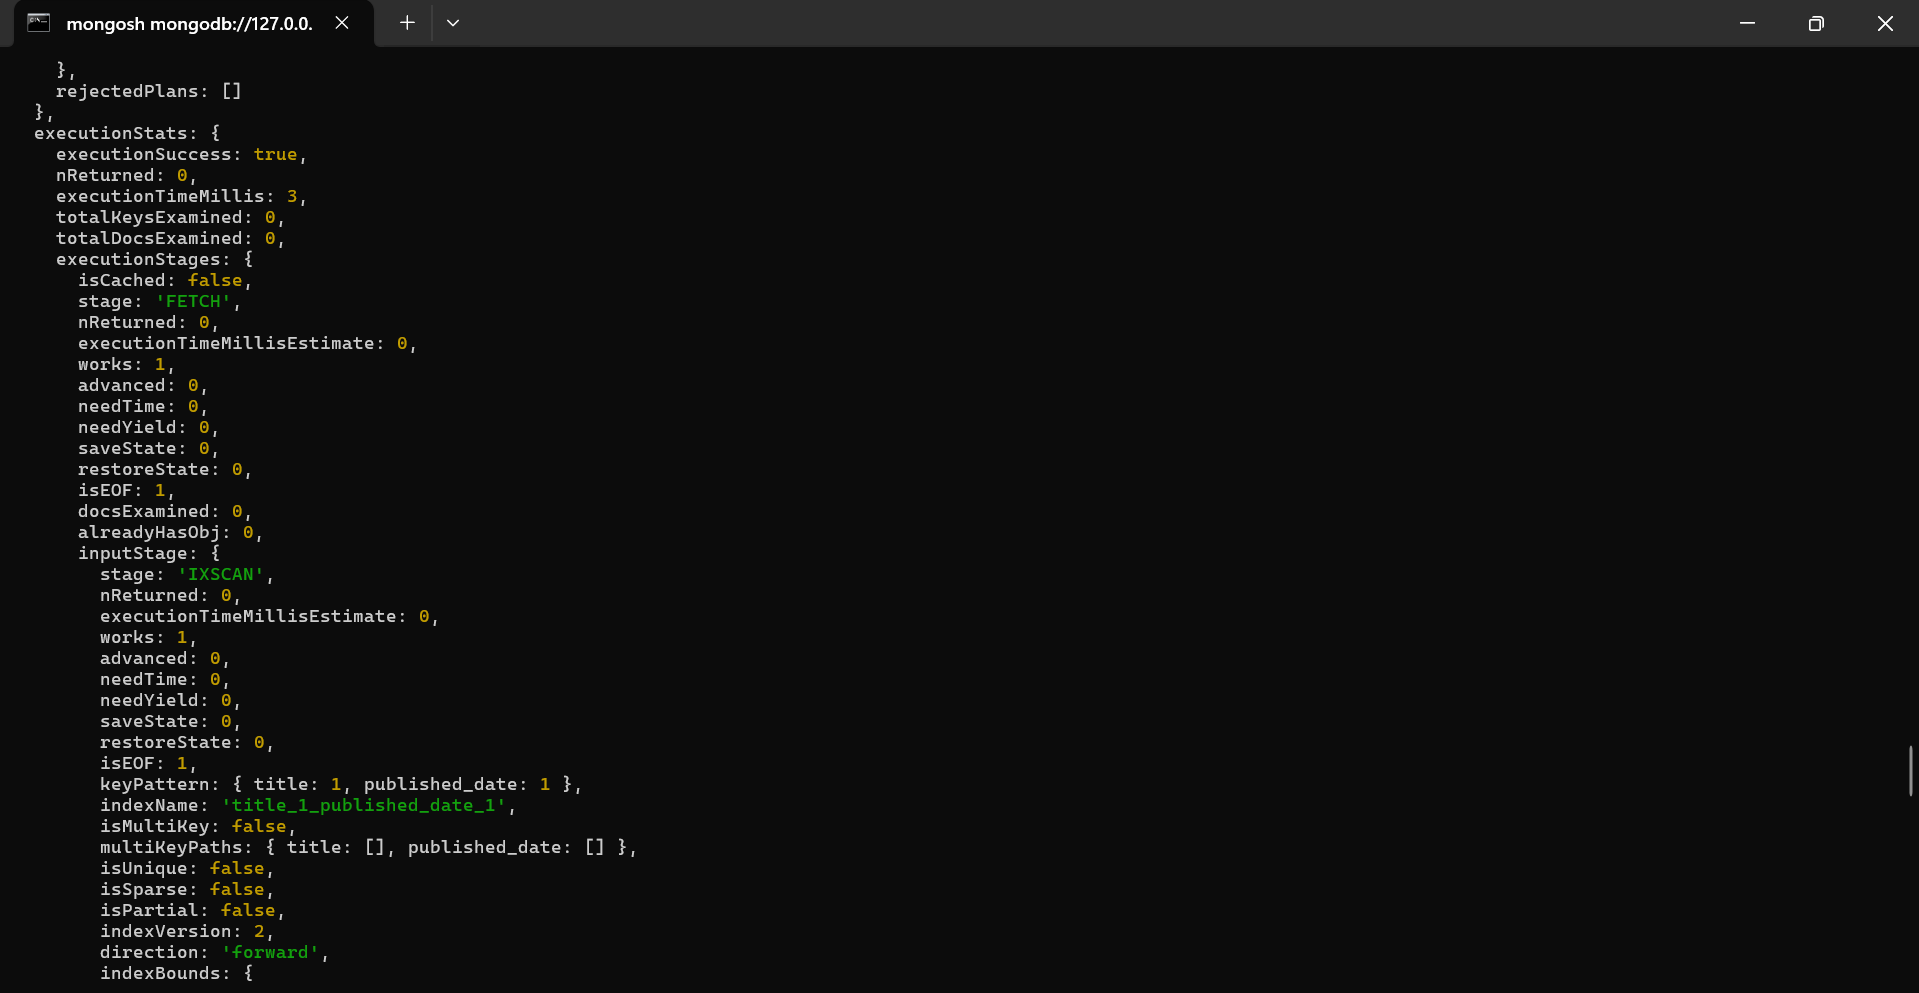 mongosh mongodb://127.0.0.
},
rejectedPlans: []
},
executionStats: {
executionSuccess: true,
nReturned: 0,
executionTimeMillis: 3,
totalKeysExamined: 0,
totalDocsExamined: 0,
executionStages: {
isCached: false,
stage: 'FETCH',
nReturned: 0,
executionTimeMillisEstimate: 0,
works: 1,
advanced: 0,
needTime: 0,
needYield: 0,
saveState: 0,
restoreState: 0,
isEOF: 1,
docsExamined: 0,
alreadyHasObj: 0,
inputStage: {
stage: 'IXSCAN',
nReturned: 0,
executionTimeMillisEstimate: 0,
works: 1,
advanced: 0,
needTime: 0,
needYield: 0,
saveState: 0,
restoreState: 0,
isEOF: 1,
keyPattern: { title: 1, published_date: 1 },
indexName: 'title_1_published_date_1',
isMultiKey: false,
multiKeyPaths: { title: [], published_date: [] },
isUnique: false,
isSparse: false,
isPartial: false,
indexVersion: 2,
direction: 'forward',
indexBounds: {